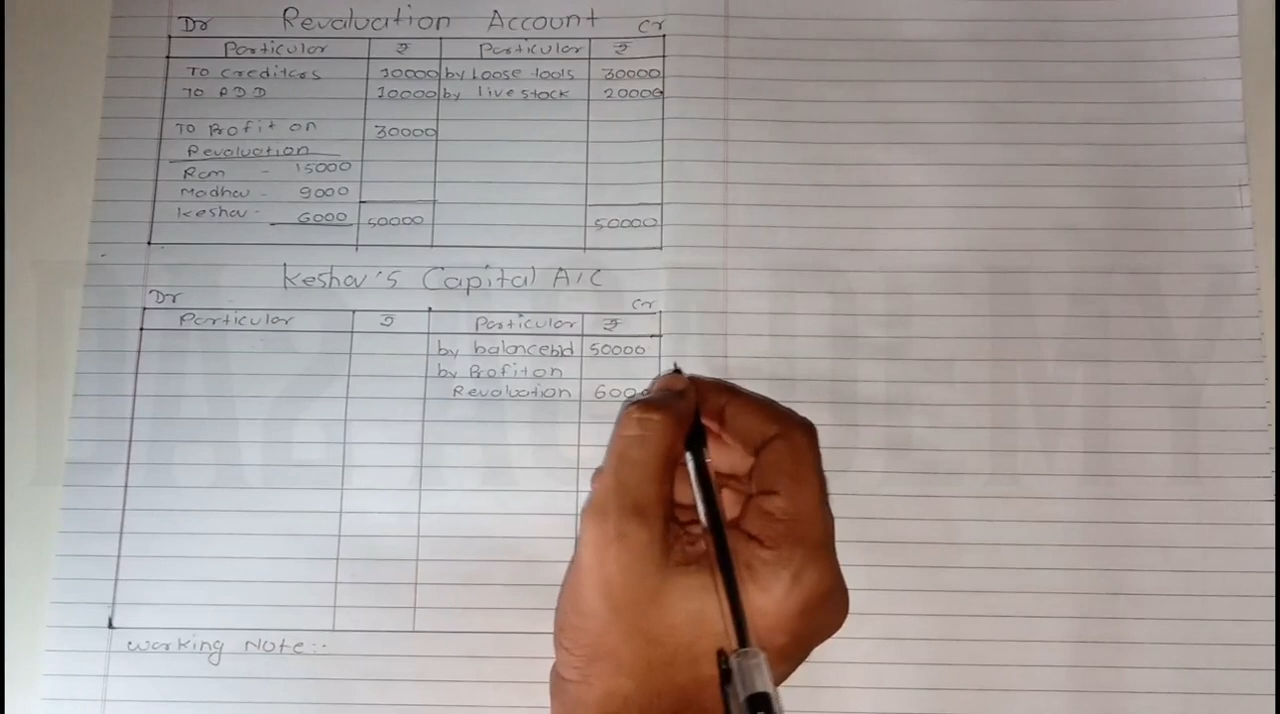 Dr Revaluation Account Cr
Particular ₹ Particular ₹
To Creditors 10000 by Loose tools 30000
To RDD 10000 by live stock 20000
To Profit on 30000
Revaluation
Ram - 15000
Madhav - 9000
Keshav - 6000 50000 50000
Keshav's Capital A/C
Dr Cr
Particular ₹ Particular ₹
by balance b/d 50000
by Profit on
Revaluation 6000
Working Note:-